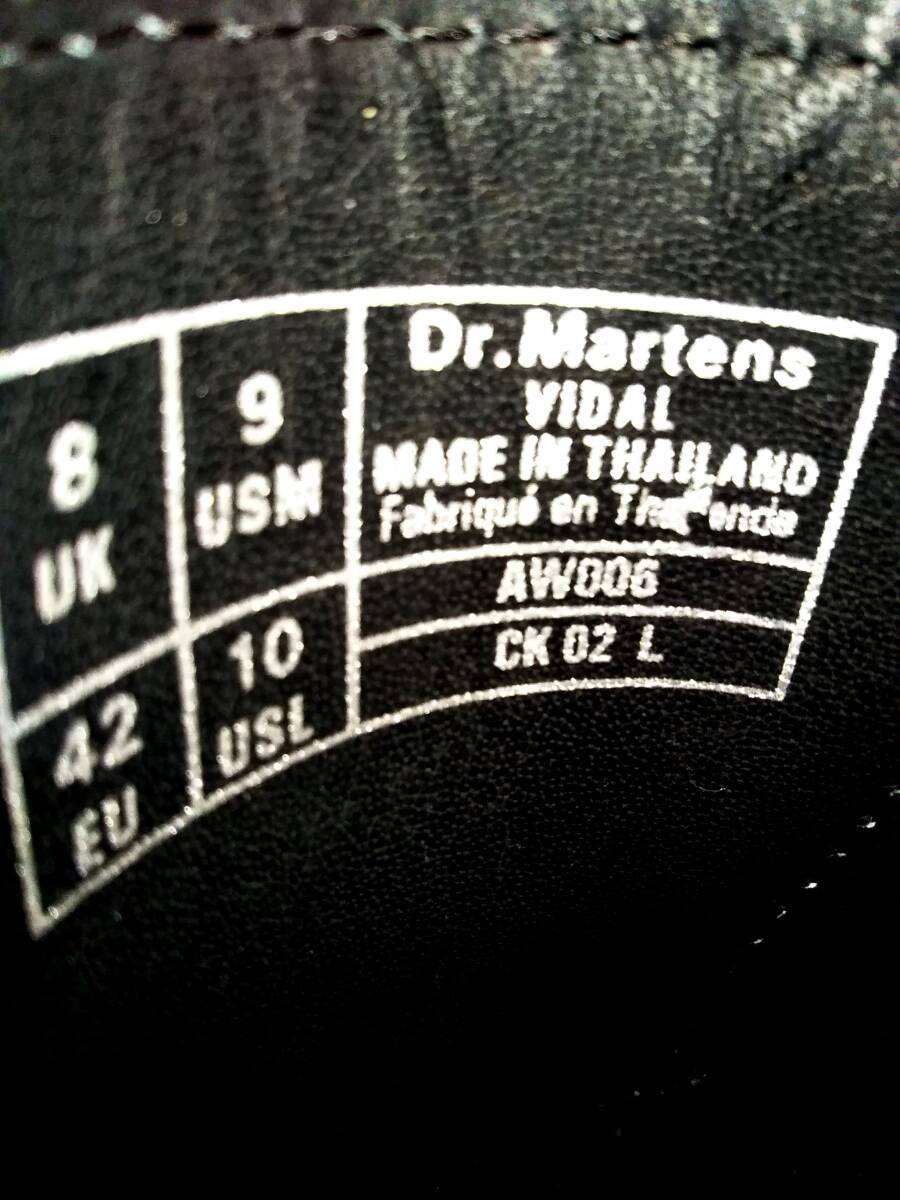 8
UK
9
USM
42
EU
10
USL
Dr.Martens
VIDAL
MADE IN THAILAND
Fabriqué en
AW006
CK 02 L